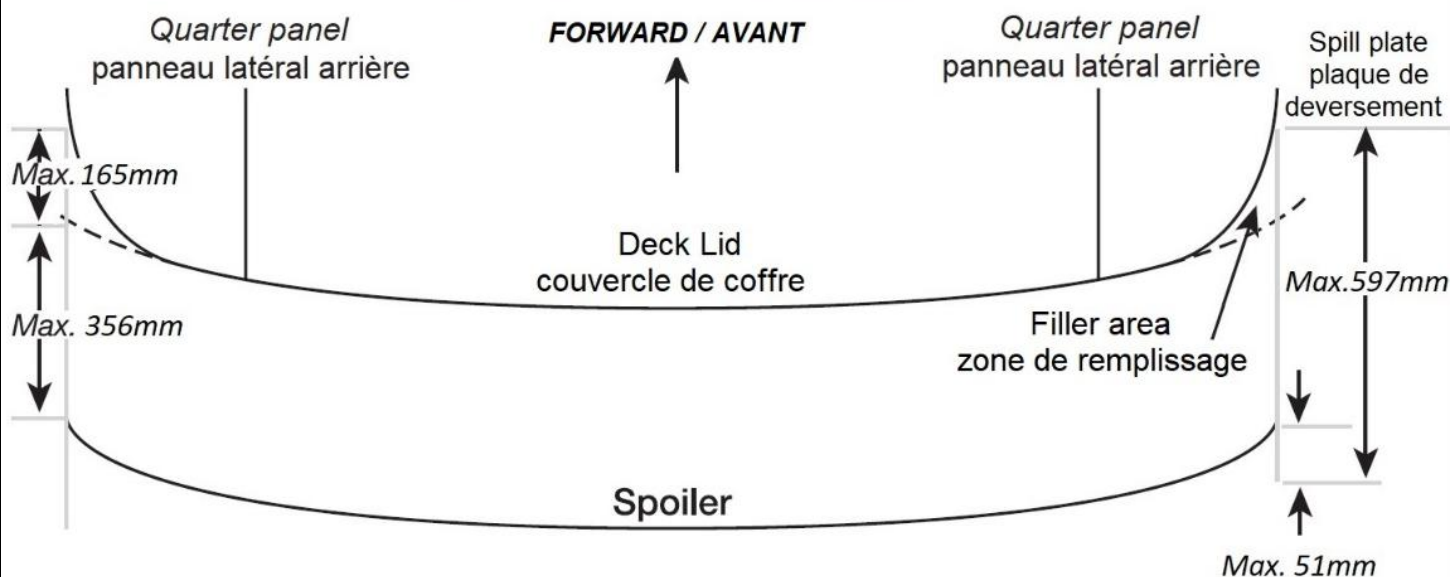 Quarter panel
panneau latéral arrière
FORWARD / AVANT
Quarter panel
panneau latéral arrière
Spill plate
plaque de
deversement
Max. 165mm
Deck Lid
couvercle de coffre
Max.597mm
Max. 356mm
Filler area
zone de remplissage
Spoiler
Max. 51mm